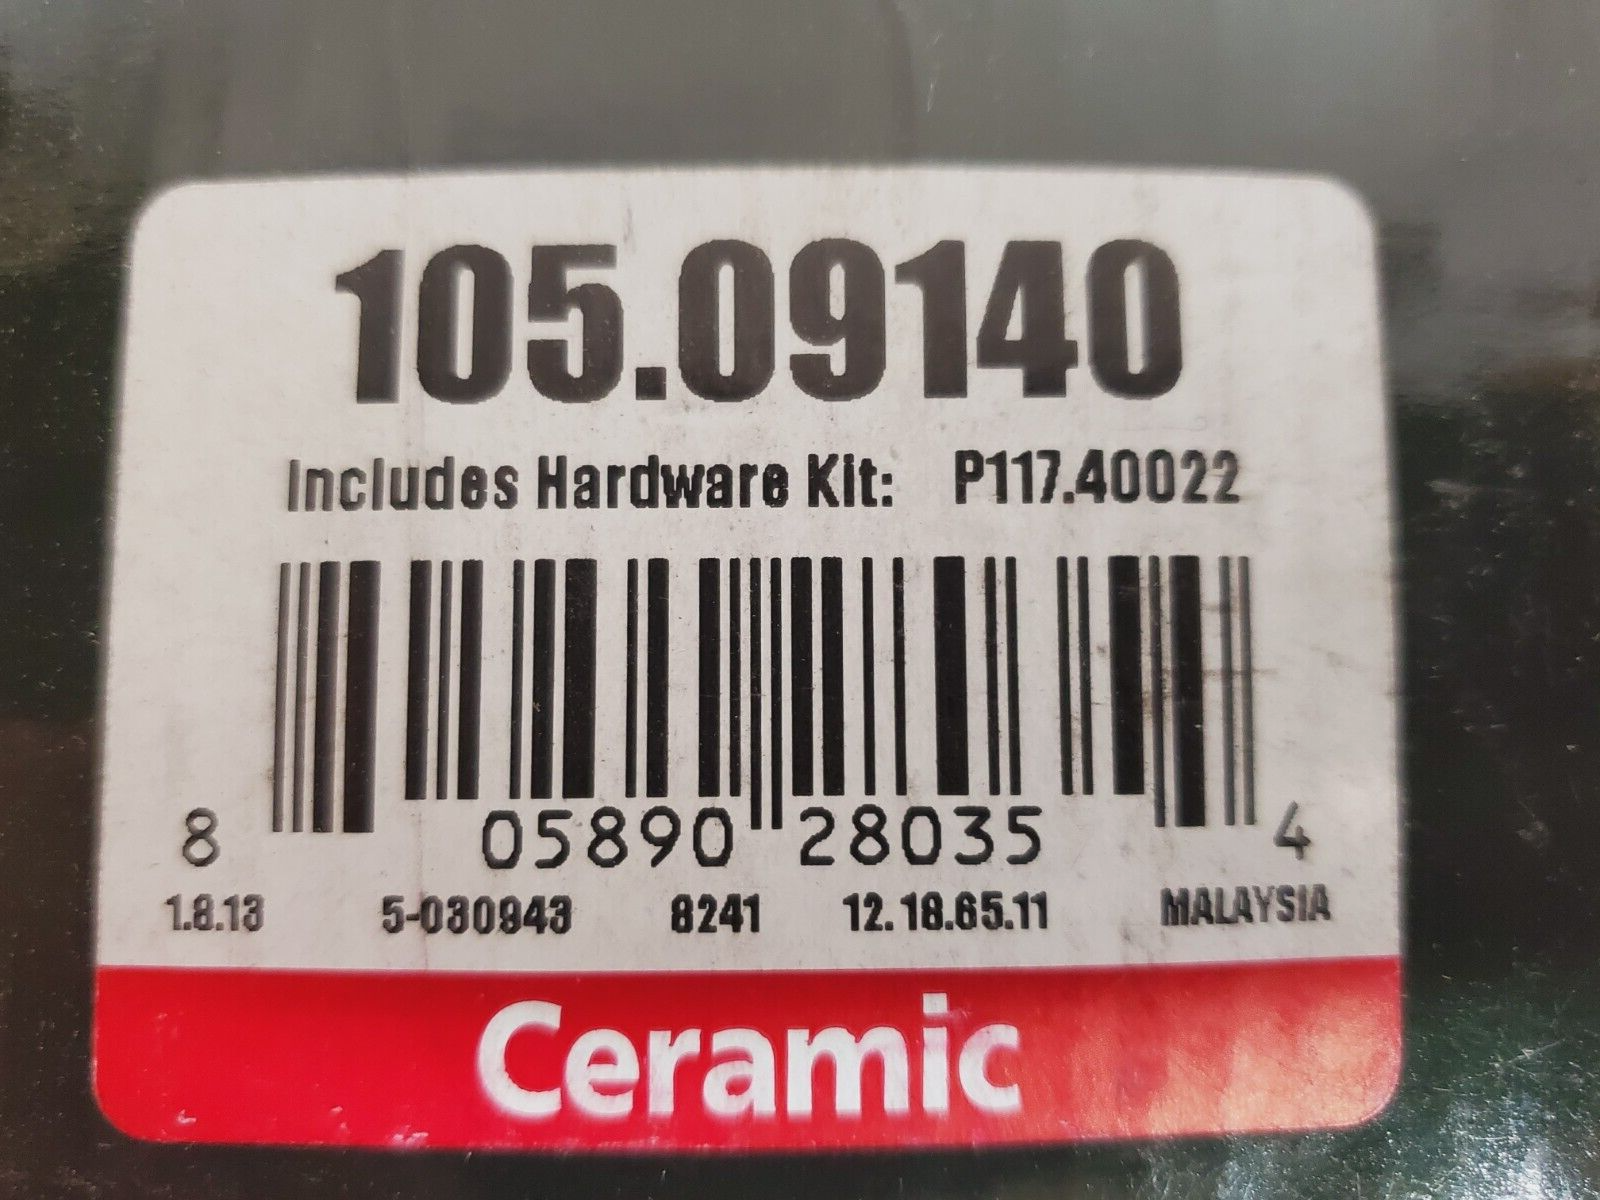 105.09140
Includes Hardware Kit: P117.40022
8 05890 28035 4
1.8.13 5-030943 8241 12.18.65.11 MALAYSIA
Ceramic